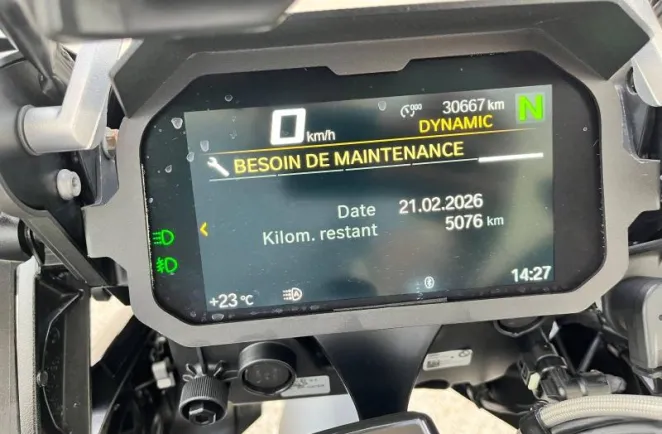 30667 km
N
0 km/h
DYNAMIC
BESOIN DE MAINTENANCE
Date 21.02.2026
Kilom. restant 5076 km
+23 °C
14:27